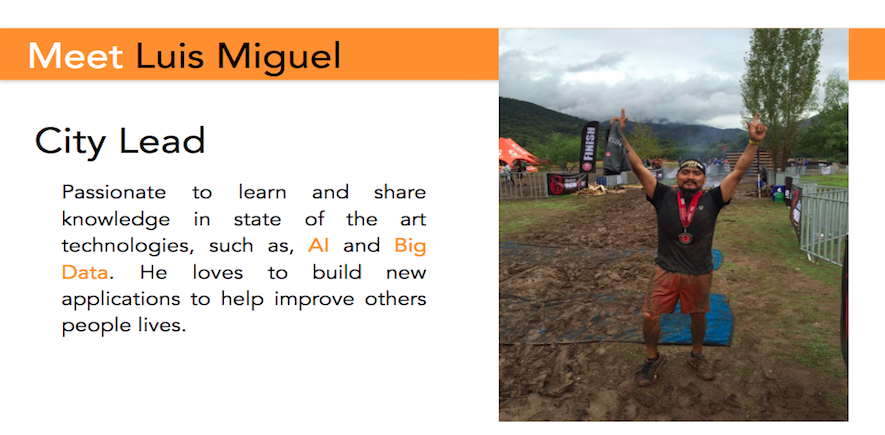 Meet Luis Miguel
City Lead
Passionate to learn and share
knowledge in state of the art
technologies, such as, AI and Big
Data. He loves to build new
applications to help improve others
people lives.
FINISH